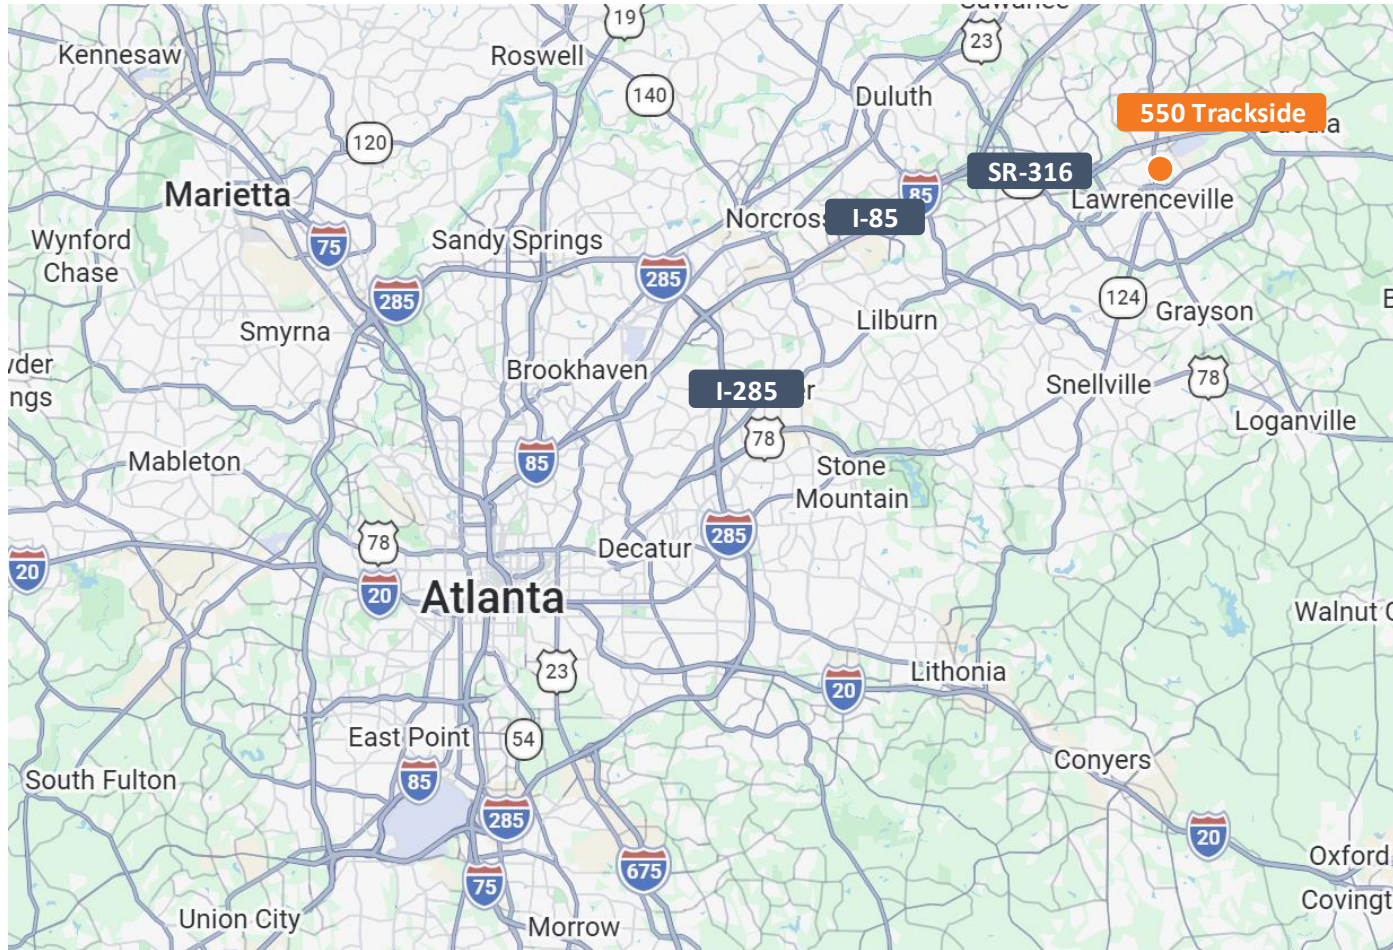 19
Kennesaw
Roswell
23
140
Duluth
550 Trackside
120
SR-316
Marietta
85
Lawrenceville
I-85
Wynford
Chase
75
Sandy Springs
285
285
124
Grayson
Smyrna
Lilburn
Brookhaven
I-285
Snellville
78
78
Loganville
85
Mableton
Stone
Mountain
78
285
Decatur
20
20
Atlanta
Walnut
23
Lithonia
20
East Point
54
Conyers
85
South Fulton
285
20
675
75
Oxford
Union City
Morrow